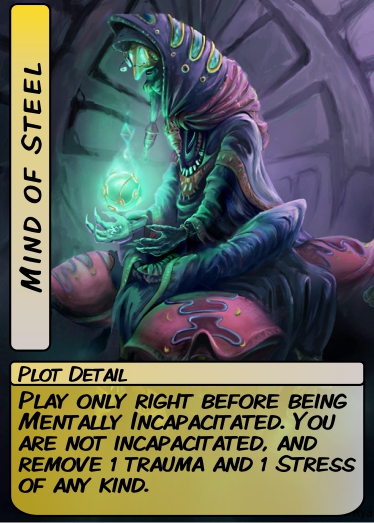 Mind of Steel
Plot Detail
Play only right before being
Mentally Incapacitated. You
are not incapacitated, and
remove 1 trauma and 1 Stress
of any kind.